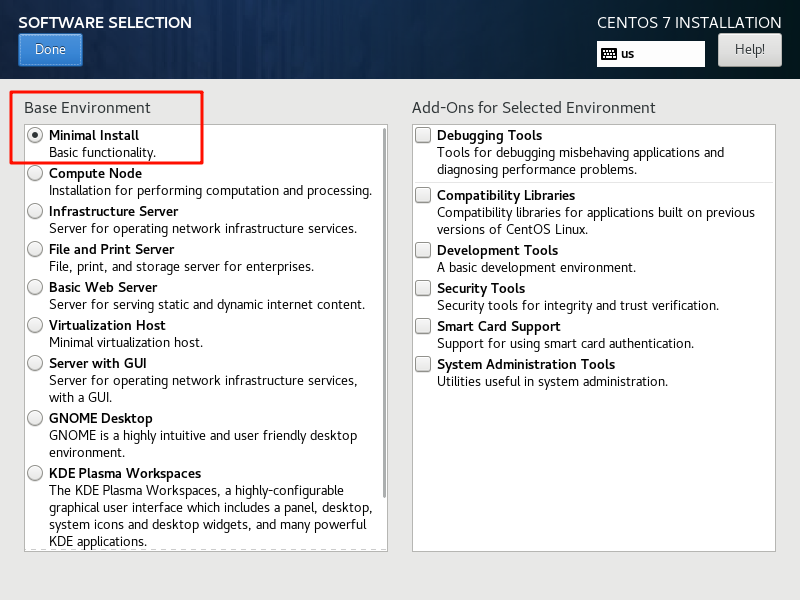 SOFTWARE SELECTION
Done
CENTOS 7 INSTALLATION
us
Help!
Base Environment
Minimal Install
Basic functionality.
Compute Node
Installation for performing computation and processing.
Infrastructure Server
Server for operating network infrastructure services.
File and Print Server
File, print, and storage server for enterprises.
Basic Web Server
Server for serving static and dynamic internet content.
Virtualization Host
Minimal virtualization host.
Server with GUI
Server for operating network infrastructure services,
with a GUI.
GNOME Desktop
GNOME is a highly intuitive and user friendly desktop
environment.
KDE Plasma Workspaces
The KDE Plasma Workspaces, a highly-configurable
graphical user interface which includes a panel, desktop,
system icons and desktop widgets, and many powerful
KDE applications.
Add-Ons for Selected Environment
Debugging Tools
Tools for debugging misbehaving applications and
diagnosing performance problems.
Compatibility Libraries
Compatibility libraries for applications built on previous
versions of CentOS Linux.
Development Tools
A basic development environment.
Security Tools
Security tools for integrity and trust verification.
Smart Card Support
Support for using smart card authentication.
System Administration Tools
Utilities useful in system administration.